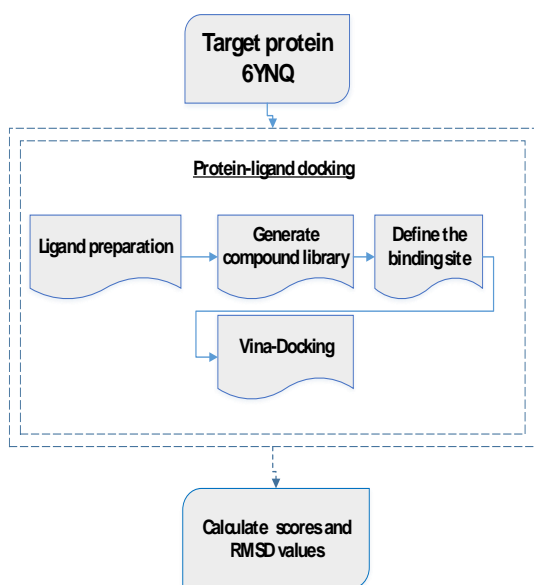 Target protein
6YNQ
Protein-ligand docking
Ligand preparation
Generate
compound library
Define the
binding site
Vina-Docking
Calculate scores and
RMSD values